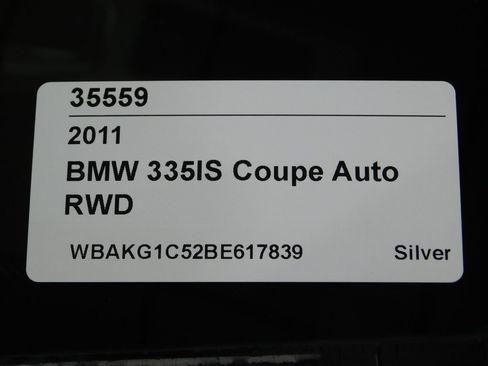 35559
2011
BMW 335IS Coupe Auto
RWD
WBAKG1C52BE617839 Silver